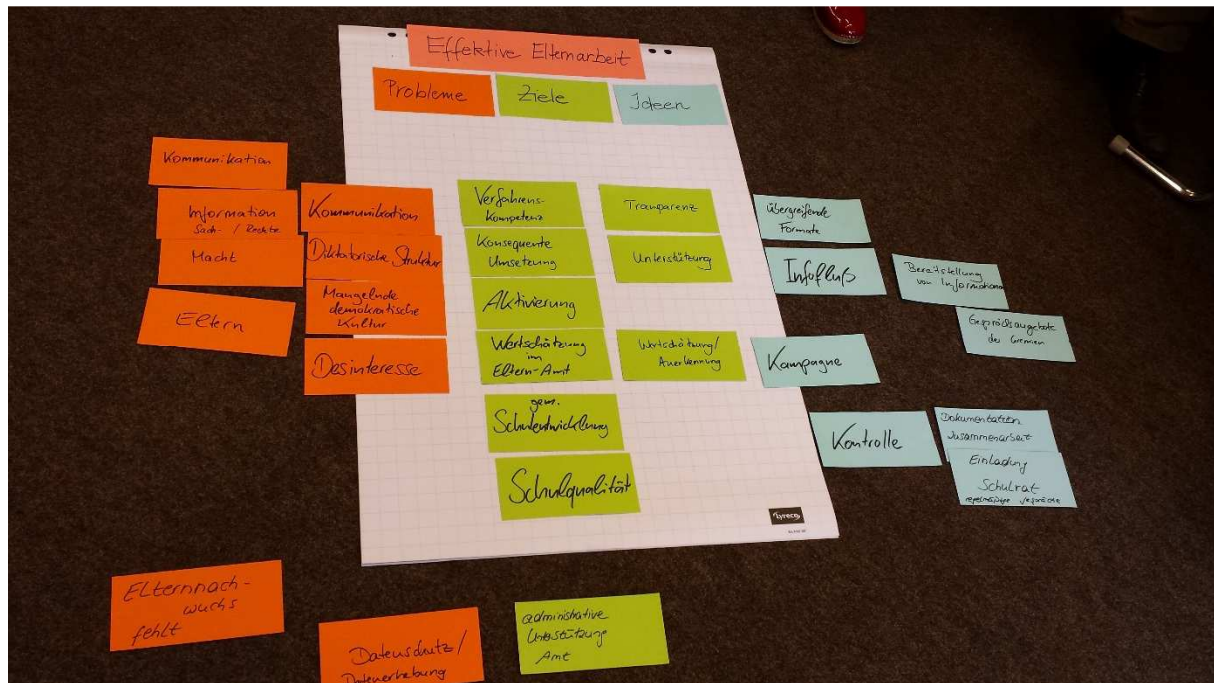 Effektive Elternarbeit
Probleme
Ziele
Ideen
Kommunikation
Information
Sach- / Rechte
Macht
Eltern
Kommunikation
Diktatorische Struktur
Mangelnde
demokratische
Kultur
Desinteresse
Verfahrens-
Kompetenz
Konsequente
Umsetzung
Aktivierung
Wertschätzung
im
Eltern-Amt
gem.
Schulentwicklung
Schulqualität
Transparenz
Unterstützung
Wertschätzung/
Anerkennung
übergreifende
Formate
Infofluß
Kampagne
Kontrolle
Bereitstellung
von Informationen
Gesprächsangebote
der Gremien
Dokumentation
Zusammenarbeit
Einladung
Schulrat
regelmäßige Gespräche
lyreco
Elternnach-
wuchs
fehlt
Datenschutz/
Datenerhebung
administrative
Unterstützung
Amt